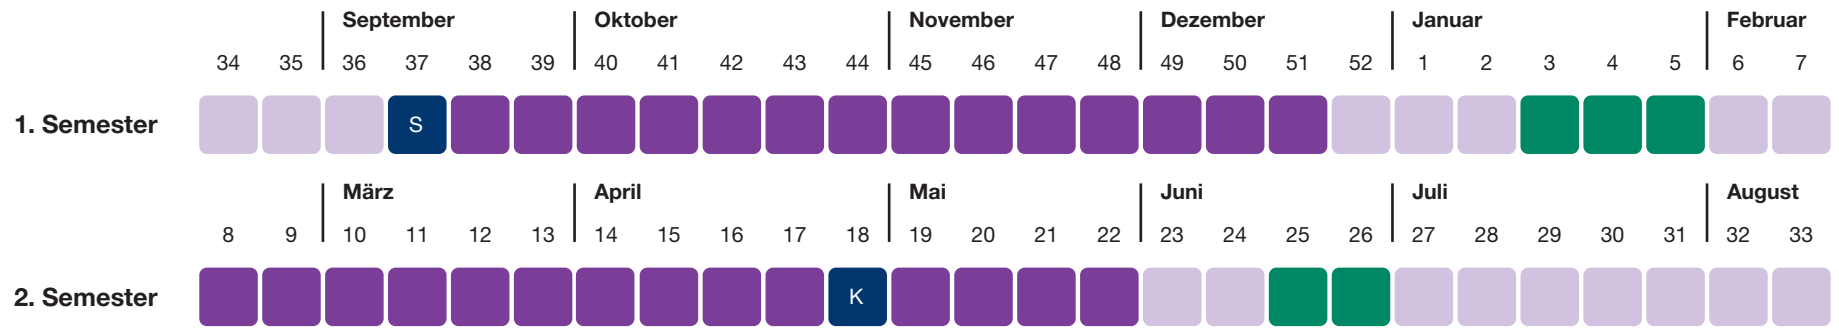 September Oktober November Dezember Januar Februar
34 35 36 37 38 39 40 41 42 43 44 45 46 47 48 49 50 51 52 1 2 3 4 5 6 7
1. Semester S
März April Mai Juni Juli August
8 9 10 11 12 13 14 15 16 17 18 19 20 21 22 23 24 25 26 27 28 29 30 31 32 33
2. Semester K